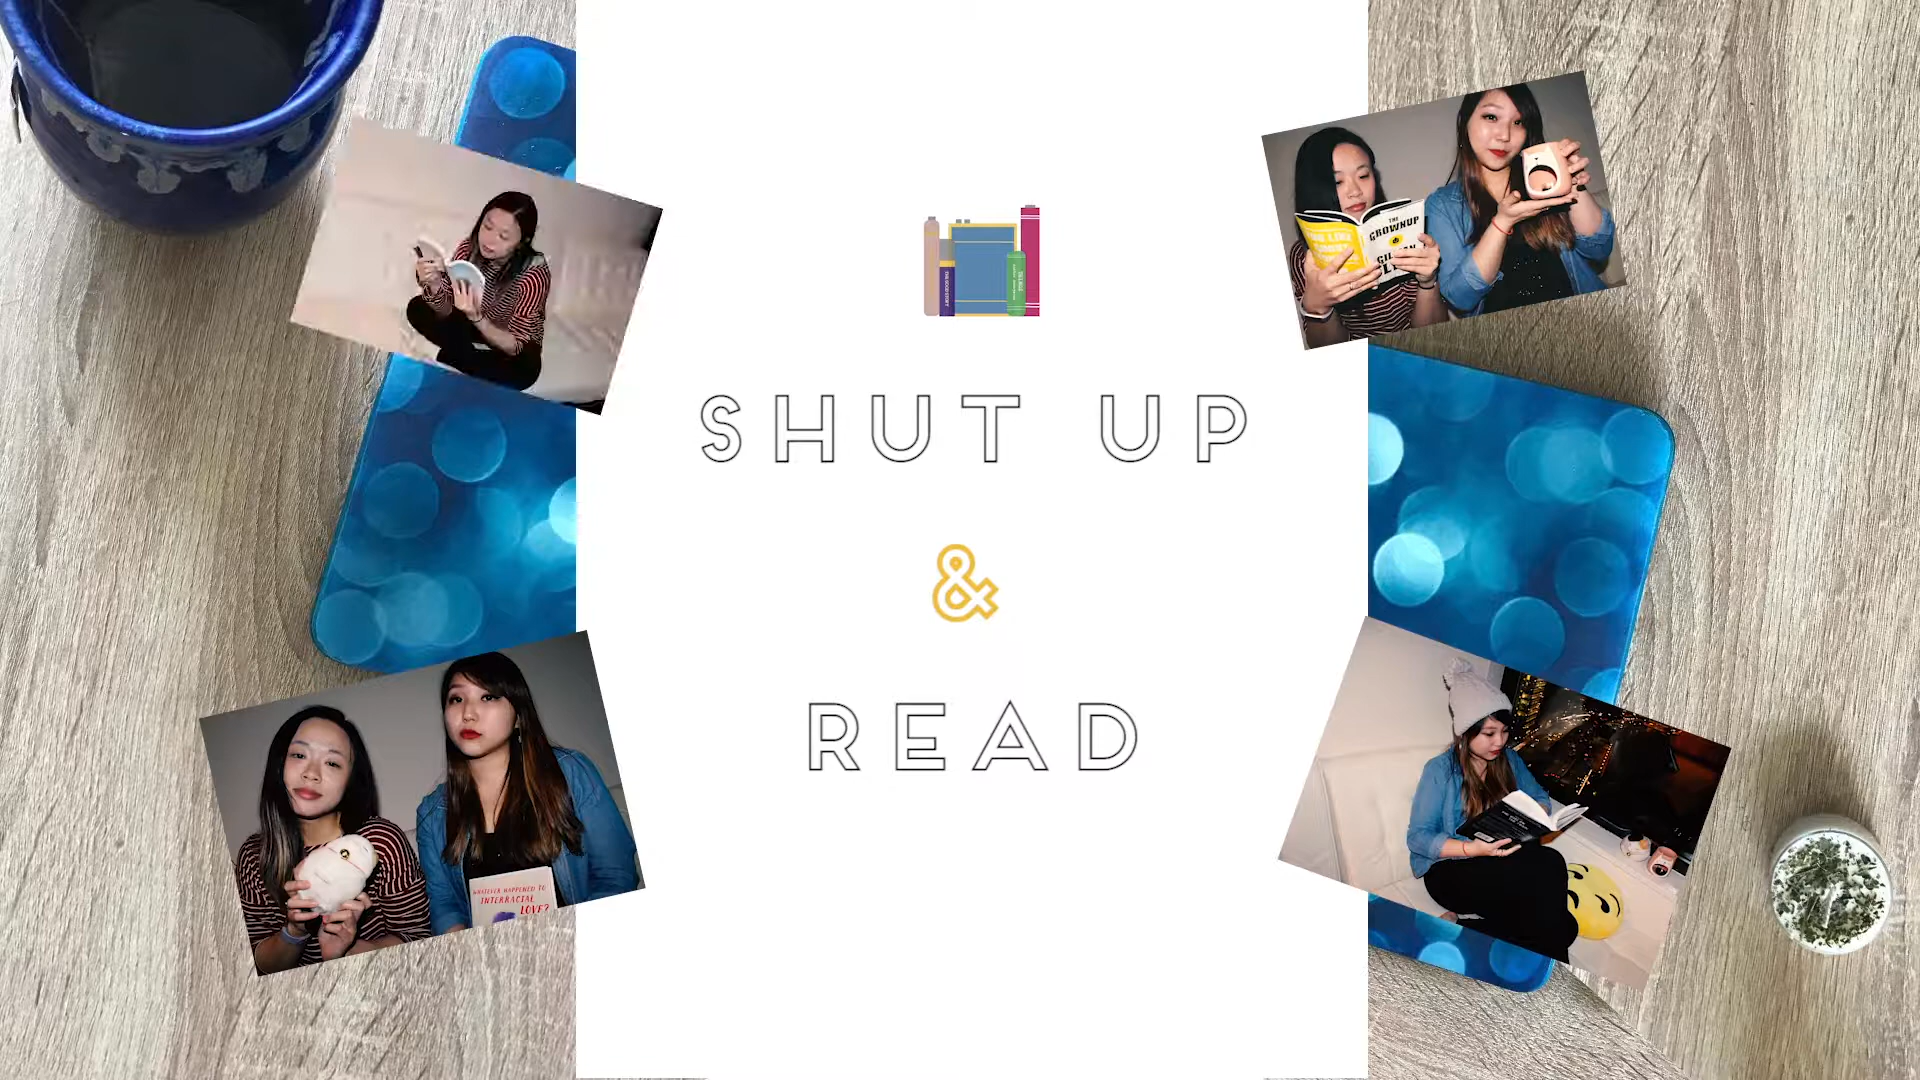 SHUT UP
&
READ
THE
GROWNUP
WHATEVER HAPPENED TO
INTERRACIAL
LOVE?